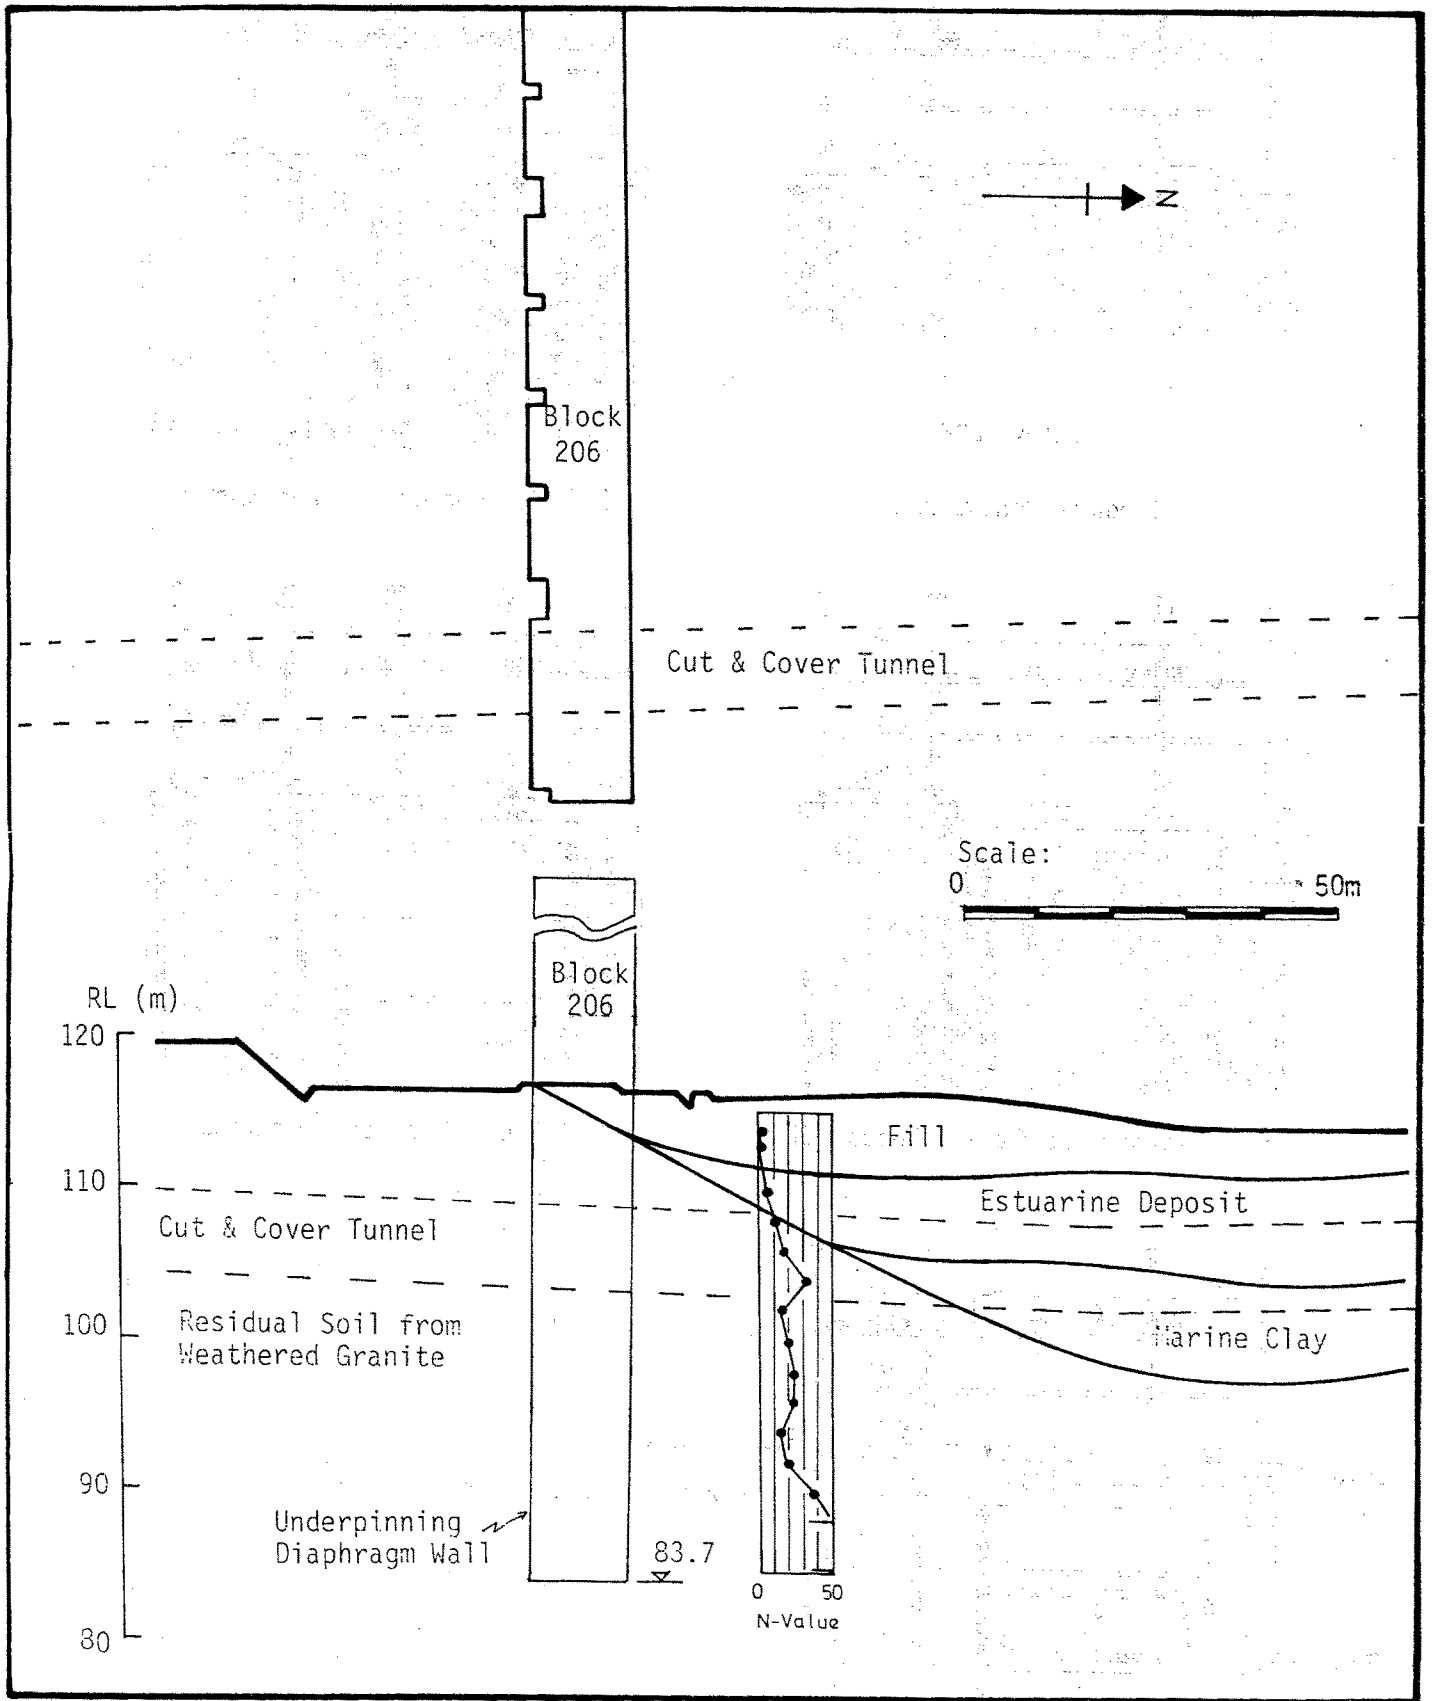 N
Block
206
Cut & Cover Tunnel
Scale:
0 50m
Block
206
RL (m)
120
110
100
90
80
Fill
Estuarine Deposit
Cut & Cover Tunnel
Residual Soil from
Weathered Granite
Marine Clay
Underpinning
Diaphragm Wall
83.7
0 50
N-Value